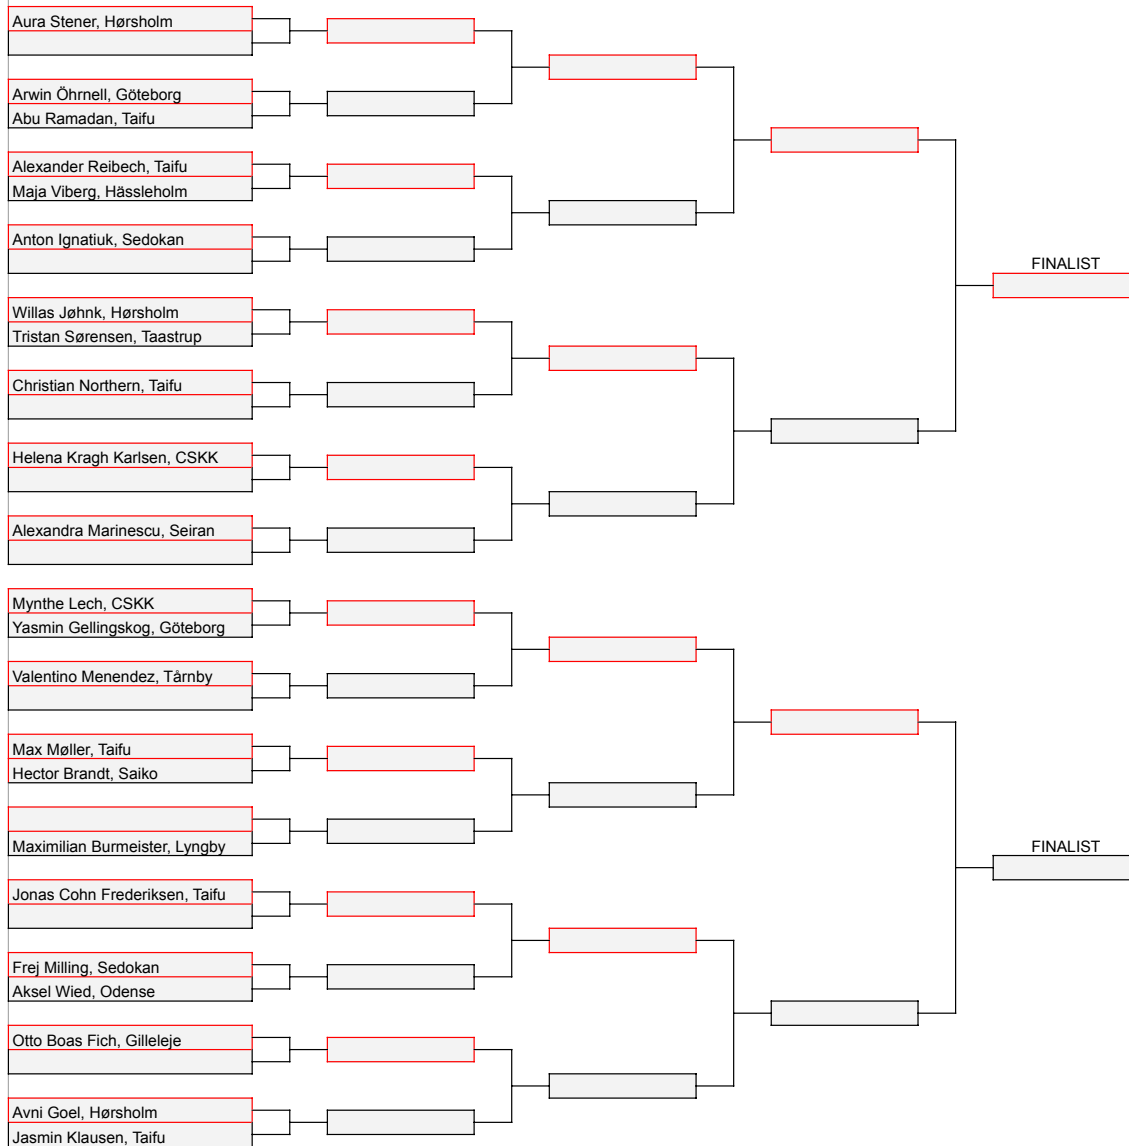 Aura Stener, Hørsholm
Arwin Öhrnell, Göteborg
Abu Ramadan, Taifu
Alexander Reibech, Taifu
Maja Viberg, Hässleholm
Anton Ignatiuk, Sedokan
FINALIST
Willas Jøhnk, Hørsholm
Tristan Sørensen, Taastrup
Christian Northern, Taifu
Helena Kragh Karlsen, CSKK
Alexandra Marinescu, Seiran
Mynthe Lech, CSKK
Yasmin Gellingskog, Göteborg
Valentino Menendez, Tårnby
Max Møller, Taifu
Hector Brandt, Saiko
Maximilian Burmeister, Lyngby
FINALIST
Jonas Cohn Frederiksen, Taifu
Frej Milling, Sedokan
Aksel Wied, Odense
Otto Boas Fich, Gilleleje
Avni Goel, Hørsholm
Jasmin Klausen, Taifu